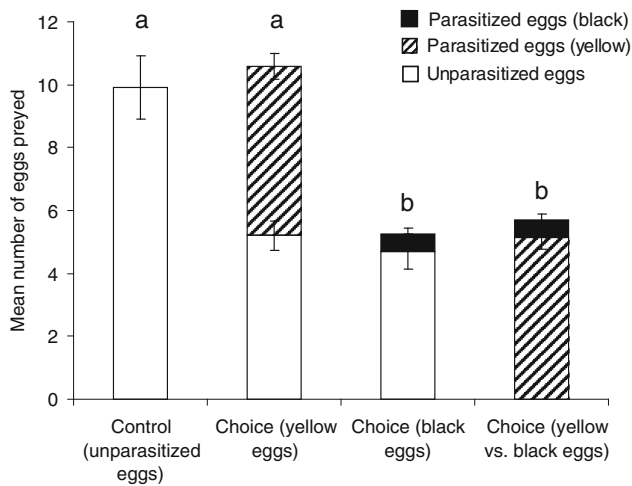 Mean number of eggs preyed
12
10
8
6
4
2
0
a
a
b
b
Parasitized eggs (black)
Parasitized eggs (yellow)
Unparasitized eggs
Control
(unparasitized
eggs)
Choice (yellow
eggs)
Choice (black
eggs)
Choice (yellow
vs. black eggs)